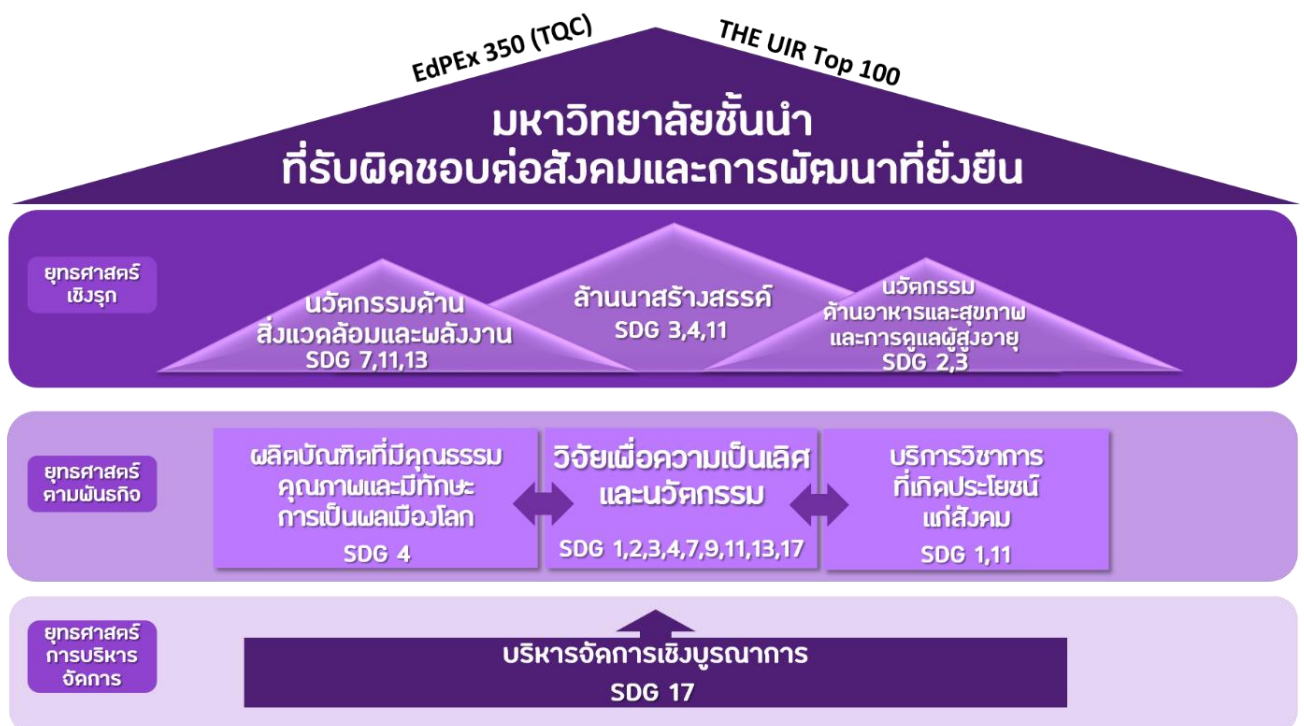 EdPEx 350 (TQC)
THE UIR Top 100
มหาวิทยาลัยชั้นนำ
ที่รับผิดชอบต่อสังคมและการพัฒนาที่ยั่งยืน
ยุทธศาสตร์
เชิงรุก
นวัตกรรมด้าน
สิ่งแวดล้อมและพลังงาน
SDG 7,11,13
ล้านนาสร้างสรรค์
SDG 3,4,11
นวัตกรรม
ด้านอาหารและสุขภาพ
และการดูแลผู้สูงอายุ
SDG 2,3
ยุทธศาสตร์
ตามพันธกิจ
ผลิตบัณฑิตที่มีคุณธรรม
คุณภาพและมีทักษะ
การเป็นพลเมืองโลก
SDG 4
วิจัยเพื่อความเป็นเลิศ
และนวัตกรรม
SDG 1,2,3,4,7,9,11,13,17
บริการวิชาการ
ที่เกิดประโยชน์
แก่สังคม
SDG 1,11
ยุทธศาสตร์
การบริหาร
จัดการ
บริหารจัดการเชิงบูรณาการ
SDG 17